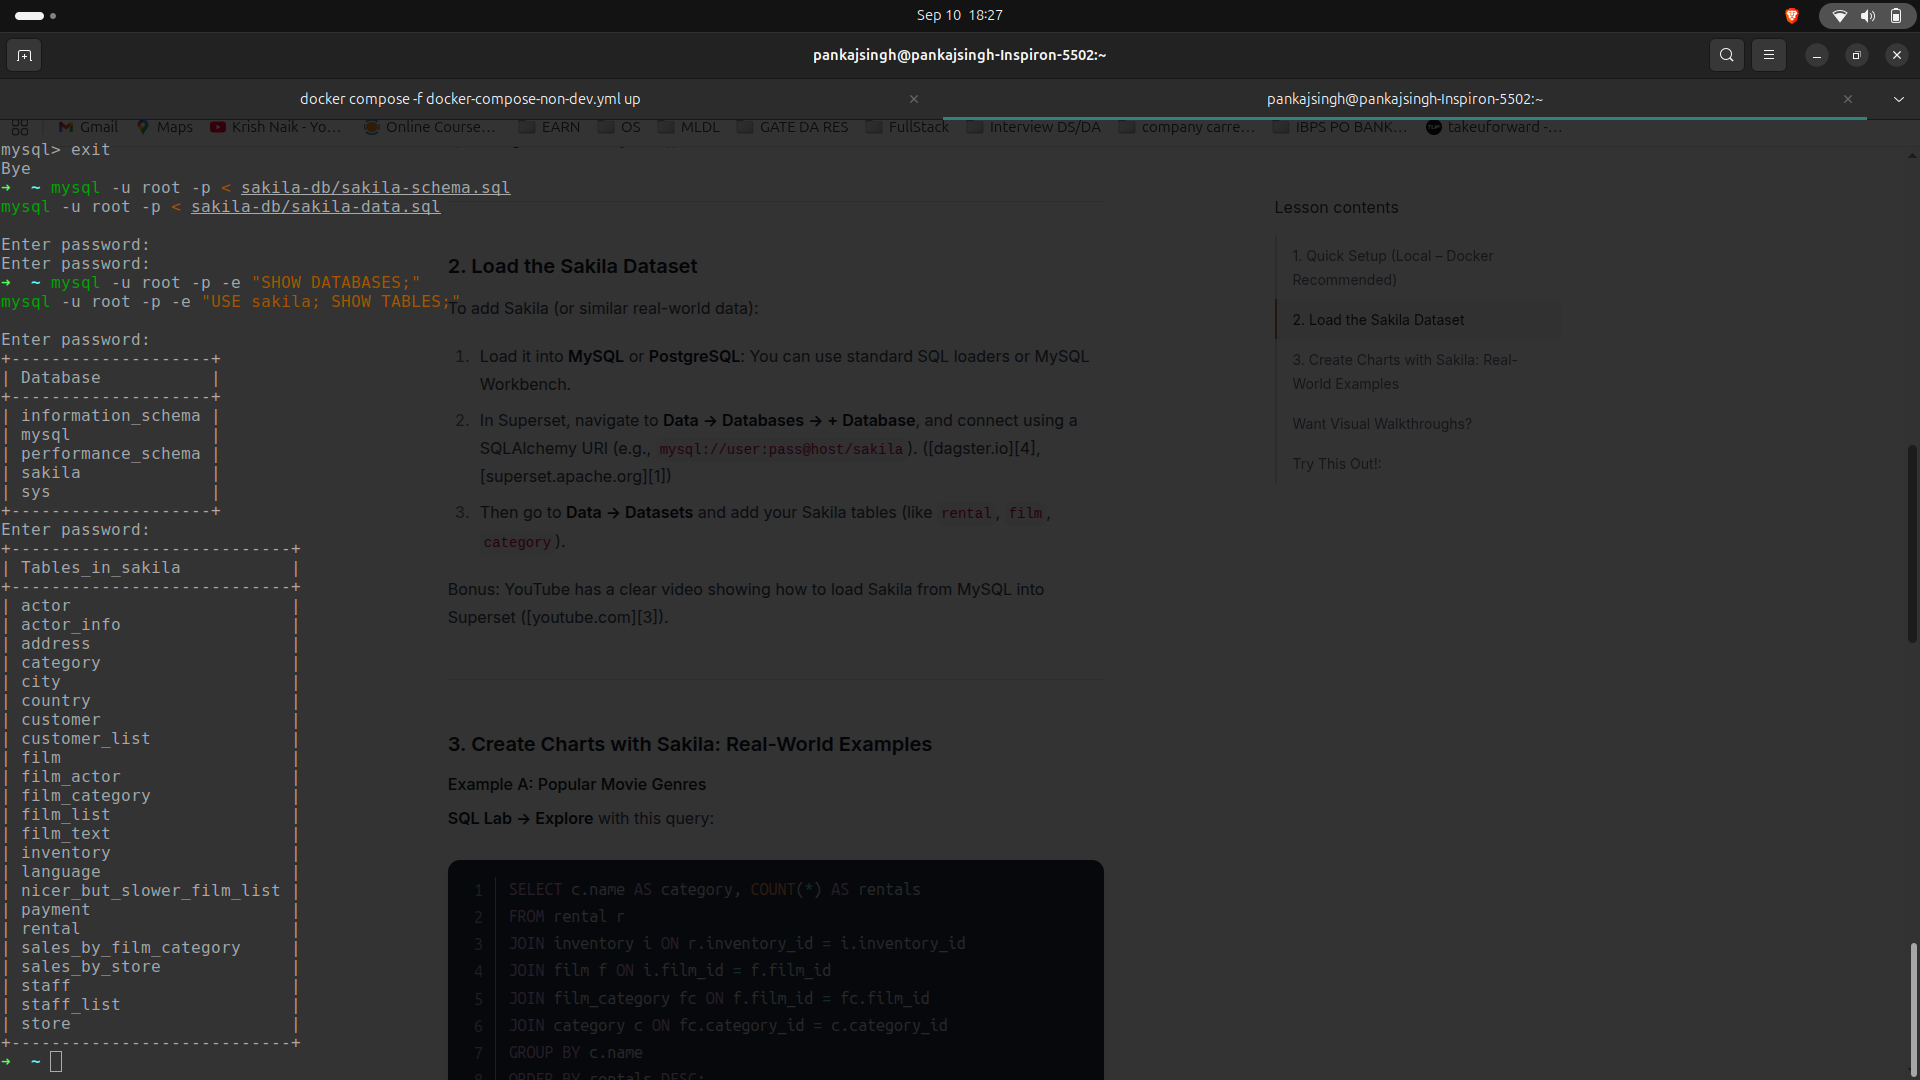 Sep 10 18:27
pankajsingh@pankajsingh-Inspiron-5502:~
docker compose -f docker-compose-non-dev.yml up
pankajsingh@pankajsingh-Inspiron-5502:~
Gmail
Maps
Krish Naik - Yo...
Online Course...
EARN
OS
MLDL
GATE DA RES
FullStack
Interview DS/DA
company carre...
IBPS PO BANK...
takeuforward -...
mysql> exit
Bye
➜ ~ mysql -u root -p < sakila-db/sakila-schema.sql
mysql -u root -p < sakila-db/sakila-data.sql
Enter password:
Enter password:
➜ ~ mysql -u root -p -e "SHOW DATABASES;"
mysql -u root -p -e "USE sakila; SHOW TABLES;"
Enter password:
+--------------------+
| Database           |
+--------------------+
| information_schema |
| mysql              |
| performance_schema |
| sakila             |
| sys                |
+--------------------+
Enter password:
+----------------------------+
| Tables_in_sakila           |
+----------------------------+
| actor                      |
| actor_info                 |
| address                    |
| category                   |
| city                       |
| country                    |
| customer                   |
| customer_list              |
| film                       |
| film_actor                 |
| film_category              |
| film_list                  |
| film_text                  |
| inventory                  |
| language                   |
| nicer_but_slower_film_list |
| payment                    |
| rental                     |
| sales_by_film_category     |
| sales_by_store             |
| staff                      |
| staff_list                 |
| store                      |
+----------------------------+
➜ ~
2. Load the Sakila Dataset
To add Sakila (or similar real-world data):
1. Load it into MySQL or PostgreSQL: You can use standard SQL loaders or MySQL
Workbench.
2. In Superset, navigate to Data → Databases → + Database, and connect using a
SQLAlchemy URI (e.g., mysql://user:pass@host/sakila). ([dagster.io][4],
[superset.apache.org][1])
3. Then go to Data → Datasets and add your Sakila tables (like rental, film,
category).
Bonus: YouTube has a clear video showing how to load Sakila from MySQL into
Superset ([youtube.com][3]).
3. Create Charts with Sakila: Real-World Examples
Example A: Popular Movie Genres
SQL Lab → Explore with this query:
1 SELECT c.name AS category, COUNT(*) AS rentals
2 FROM rental r
3 JOIN inventory i ON r.inventory_id = i.inventory_id
4 JOIN film f ON i.film_id = f.film_id
5 JOIN film_category fc ON f.film_id = fc.film_id
6 JOIN category c ON fc.category_id = c.category_id
7 GROUP BY c.name
8 ORDER BY rentals DESC;
Lesson contents
1. Quick Setup (Local – Docker
Recommended)
2. Load the Sakila Dataset
3. Create Charts with Sakila: Real-
World Examples
Want Visual Walkthroughs?
Try This Out!: